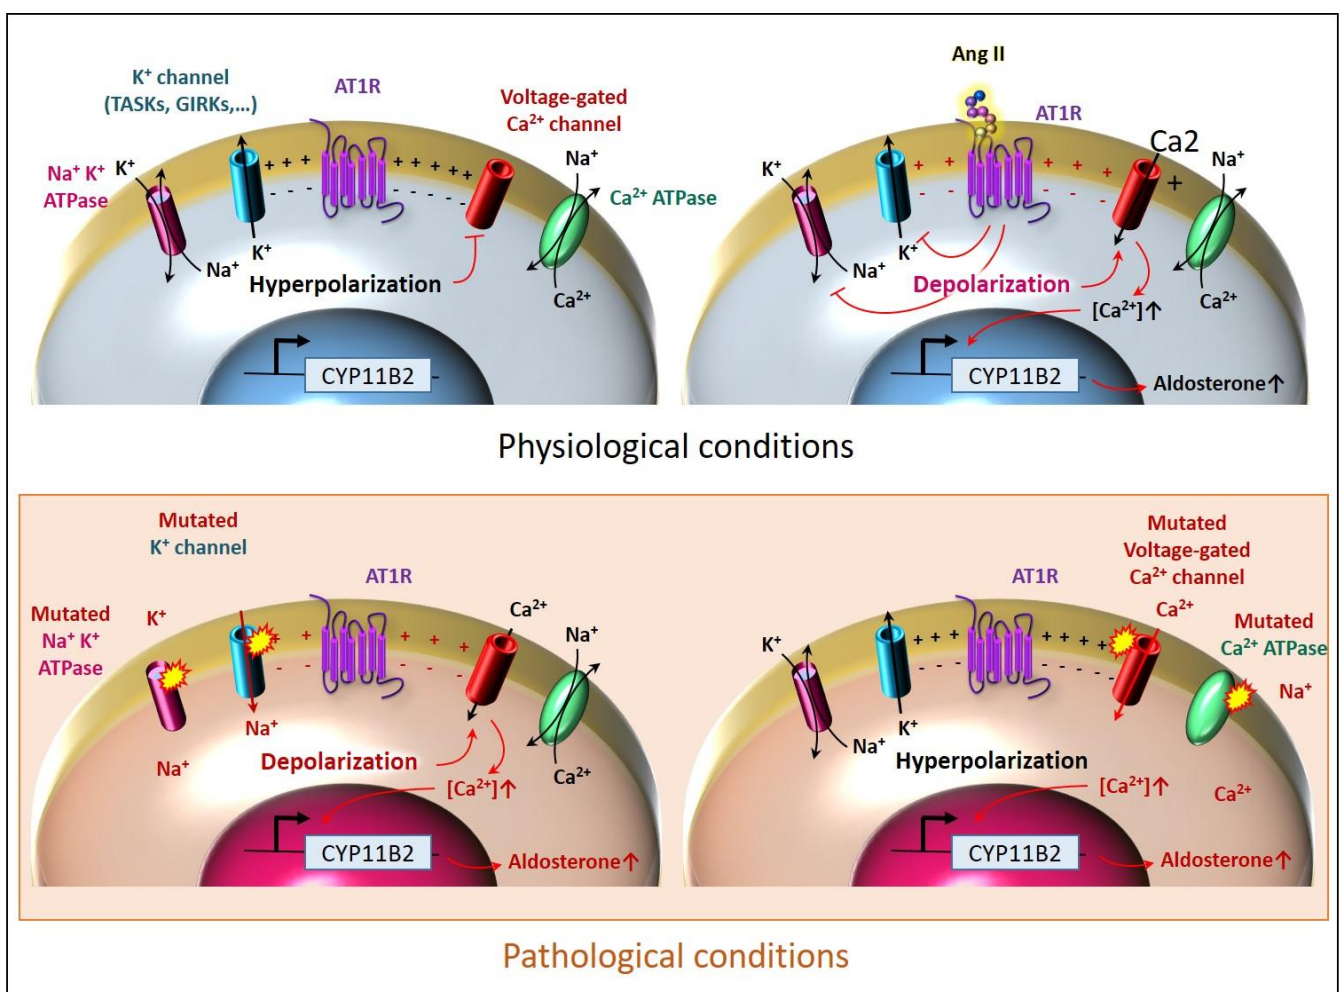 K⁺ channel
(TASKs, GIRKs,...)
AT1R
Voltage-gated
Ca²⁺ channel
Na⁺ K⁺
ATPase
K⁺
+ + +
+ + + + +
Na⁺
Ca²⁺ ATPase
- - -
- - - - - -
K⁺
Na⁺
Hyperpolarization
Ca²⁺
CYP11B2
Ang II
AT1R
Ca2
+
K⁺
+ +
+ + +
Na⁺
- -
- - -
K⁺
Na⁺
Depolarization
[Ca²⁺]↑
Ca²⁺
CYP11B2
Aldosterone↑
Physiological conditions
Mutated
K⁺ channel
AT1R
Mutated
Na⁺ K⁺
ATPase
K⁺
+ +
+ + +
Ca²⁺
Na⁺
- -
- - -
Na⁺
Na⁺
Depolarization
[Ca²⁺]↑
Ca²⁺
CYP11B2
Aldosterone↑
Mutated
Voltage-gated
Ca²⁺ channel
AT1R
Ca²⁺
Mutated
Ca²⁺ ATPase
K⁺
+ + + +
+ + + + +
Na⁺
- - - -
- - - - - -
K⁺
Na⁺
Hyperpolarization
[Ca²⁺]↑
Ca²⁺
CYP11B2
Aldosterone↑
Pathological conditions